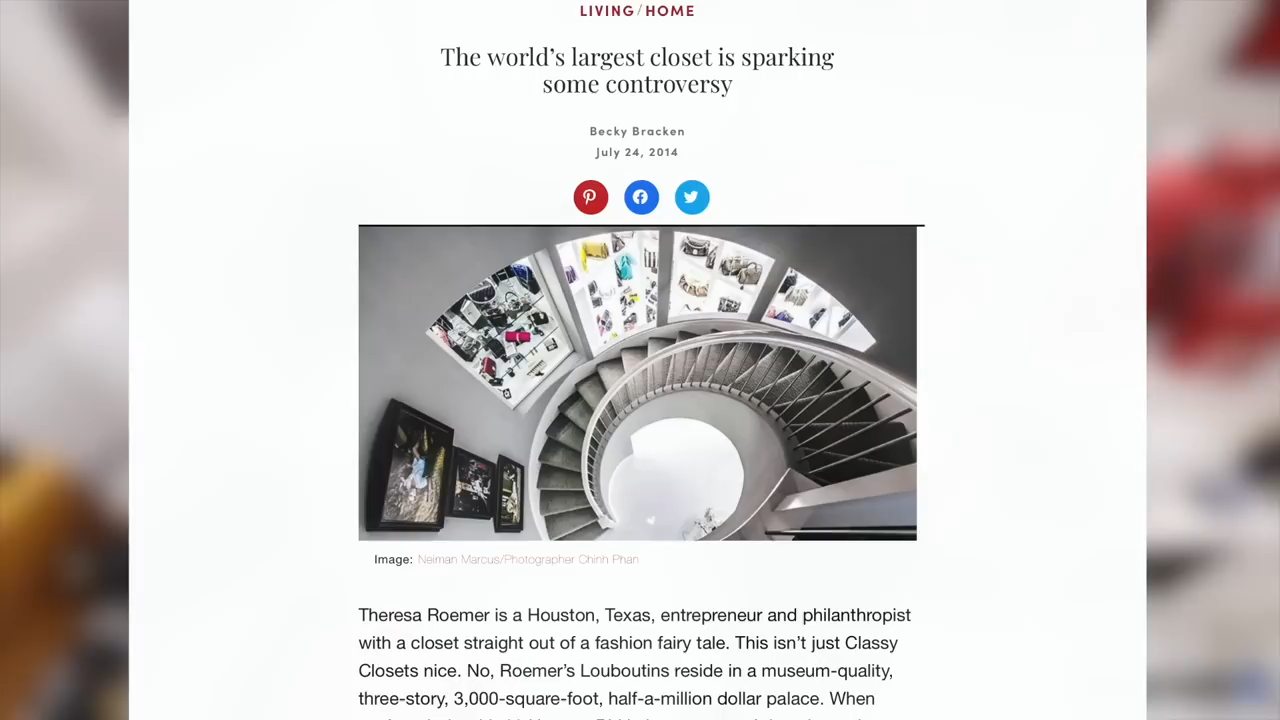 LIVING / HOME
The world’s largest closet is sparking
some controversy
Becky Bracken
July 24, 2014
Image: Neiman Marcus/Photographer Chinh Phan
Theresa Roemer is a Houston, Texas, entrepreneur and philanthropist
with a closet straight out of a fashion fairy tale. This isn’t just Classy
Closets nice. No, Roemer’s Louboutins reside in a museum-quality,
three-story, 3,000-square-foot, half-a-million dollar palace. When